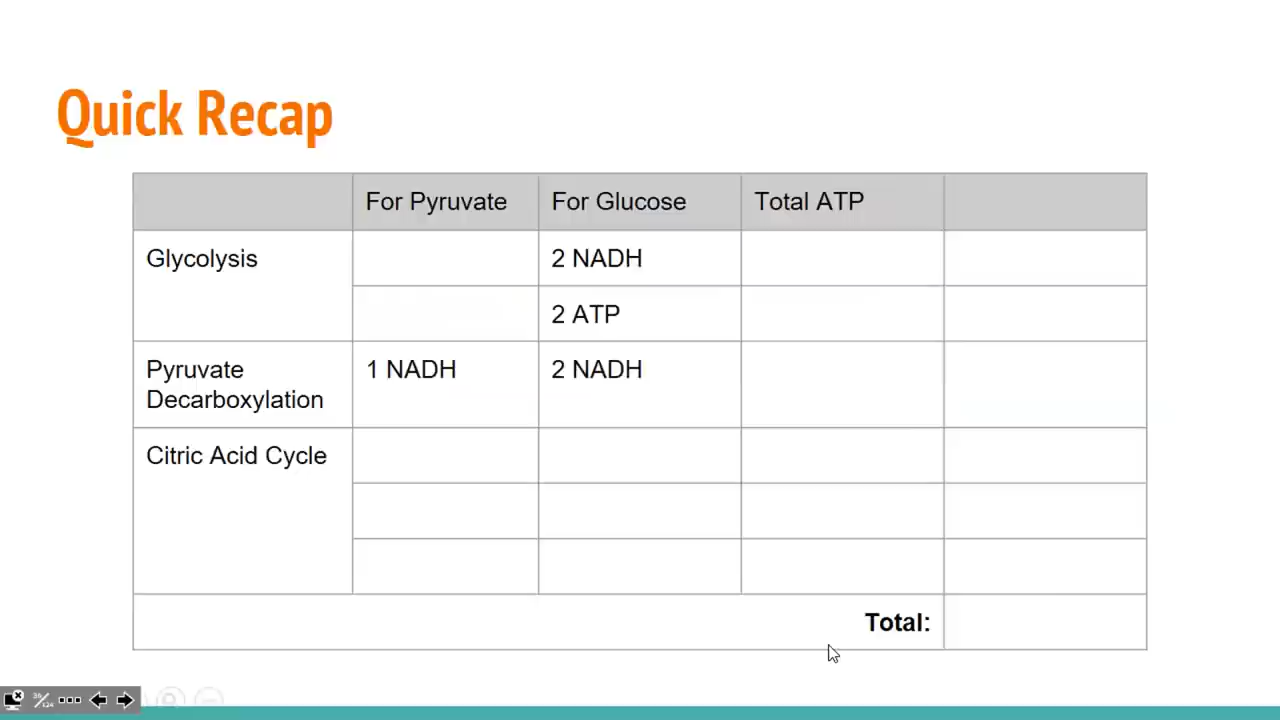 Quick Recap
For Pyruvate For Glucose Total ATP
Glycolysis 2 NADH
2 ATP
Pyruvate 1 NADH 2 NADH
Decarboxylation
Citric Acid Cycle
Total: